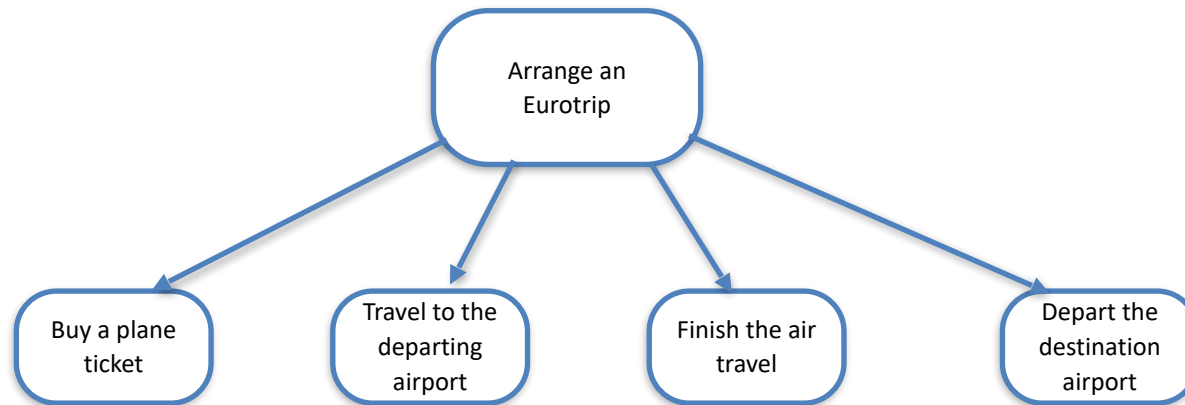 Arrange an
Eurotrip
Buy a plane
ticket
Travel to the
departing
airport
Finish the air
travel
Depart the
destination
airport